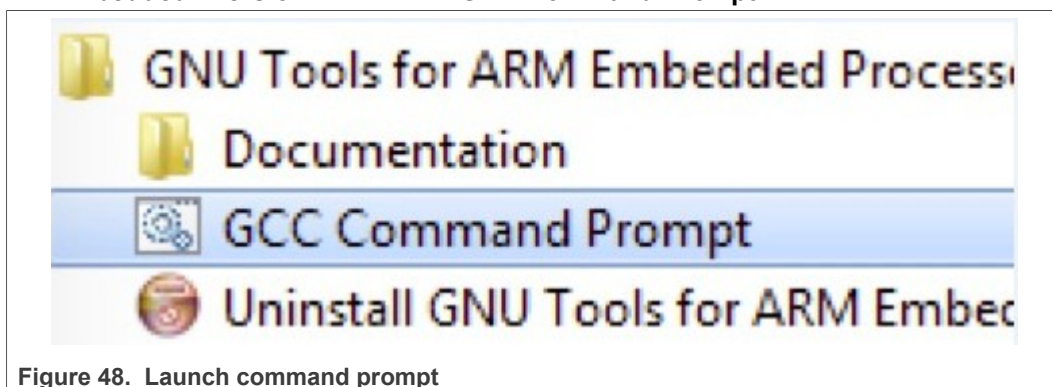 GNU Tools for ARM Embedded Process
Documentation
GCC Command Prompt
Uninstall GNU Tools for ARM Embed
Figure 48. Launch command prompt